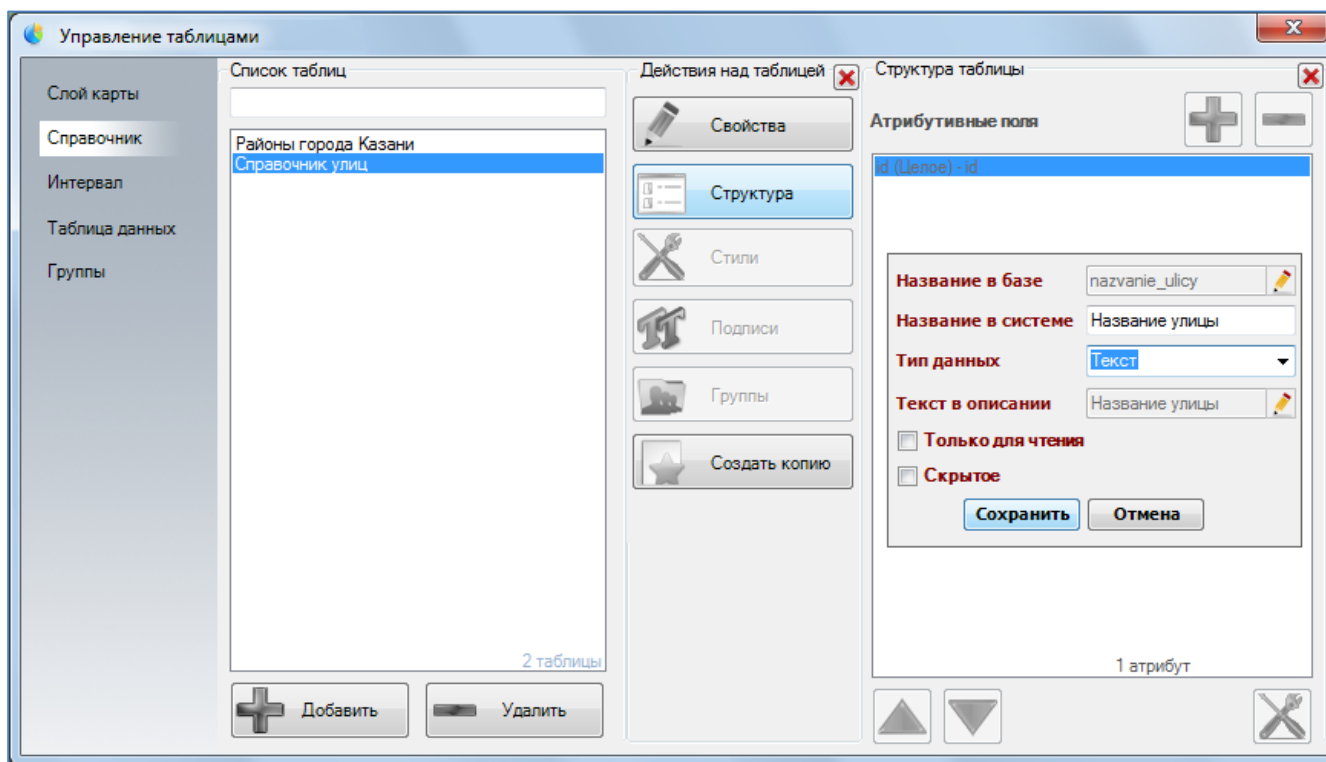 Управление таблицами
Слой карты
Справочник
Интервал
Таблица данных
Группы
Список таблиц
Районы города Казани
Справочник улиц
2 таблицы
Добавить
Удалить
Действия над таблицей
Свойства
Структура
Стили
Подписи
Группы
Создать копию
Структура таблицы
Атрибутивные поля
id (Целое) - id
Название в базе nazvanie_ulicy
Название в системе Название улицы
Тип данных Текст
Текст в описании Название улицы
Только для чтения
Скрытое
Сохранить Отмена
1 атрибут